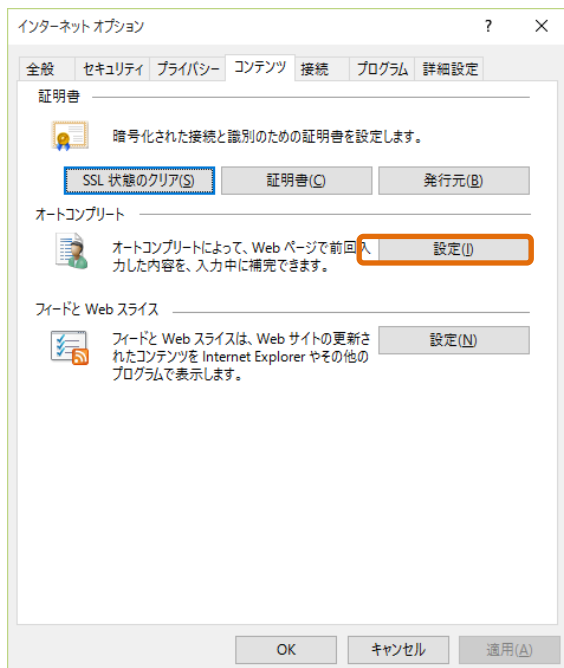 インターネット オプション ? ×
全般 セキュリティ プライバシー コンテンツ 接続 プログラム 詳細設定
証明書
暗号化された接続と識別のための証明書を設定します。
SSL 状態のクリア(S) 証明書(C) 発行元(B)
オートコンプリート
オートコンプリートによって、Web ページで前回入
力した内容を、入力中に補完できます。
設定(I)
フィードと Web スライス
フィードと Web スライスは、Web サイトの更新さ
れたコンテンツを Internet Explorer やその他の
プログラムで表示します。
設定(N)
OK キャンセル 適用(A)